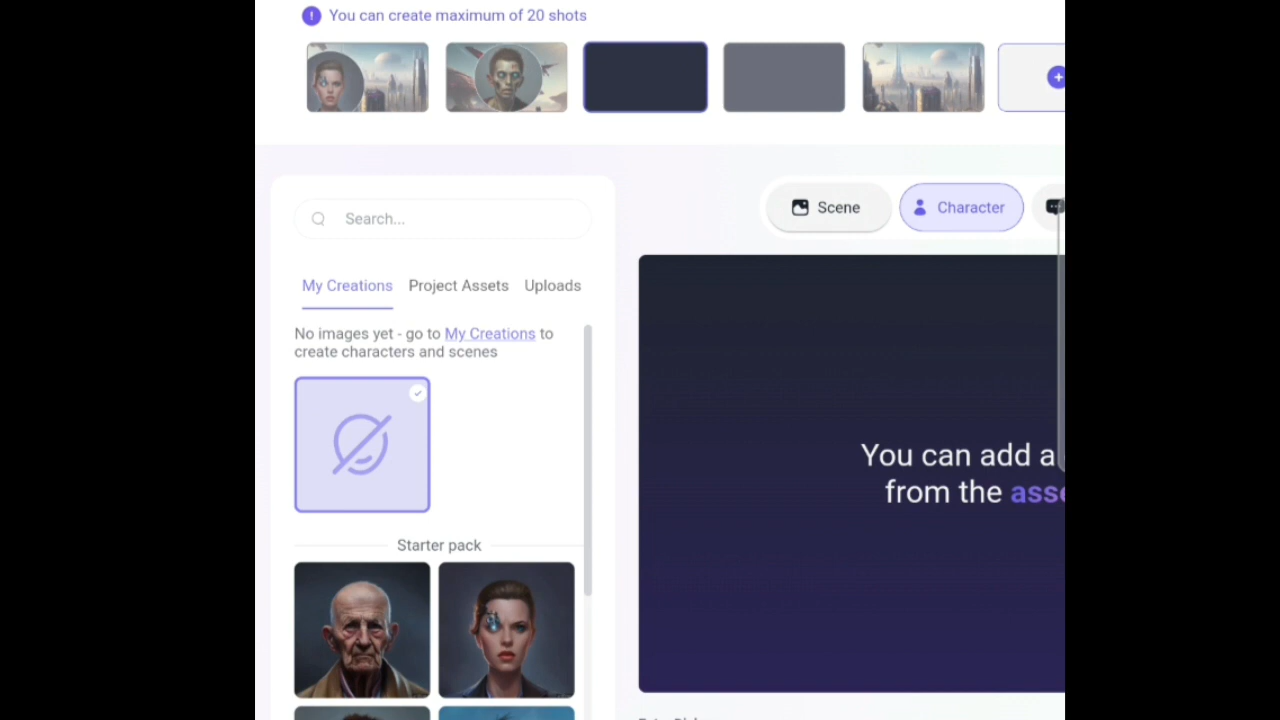 You can create maximum of 20 shots
Scene
Character
Search...
My Creations Project Assets Uploads
No images yet - go to My Creations to
create characters and scenes
You can add a
from the
Starter pack